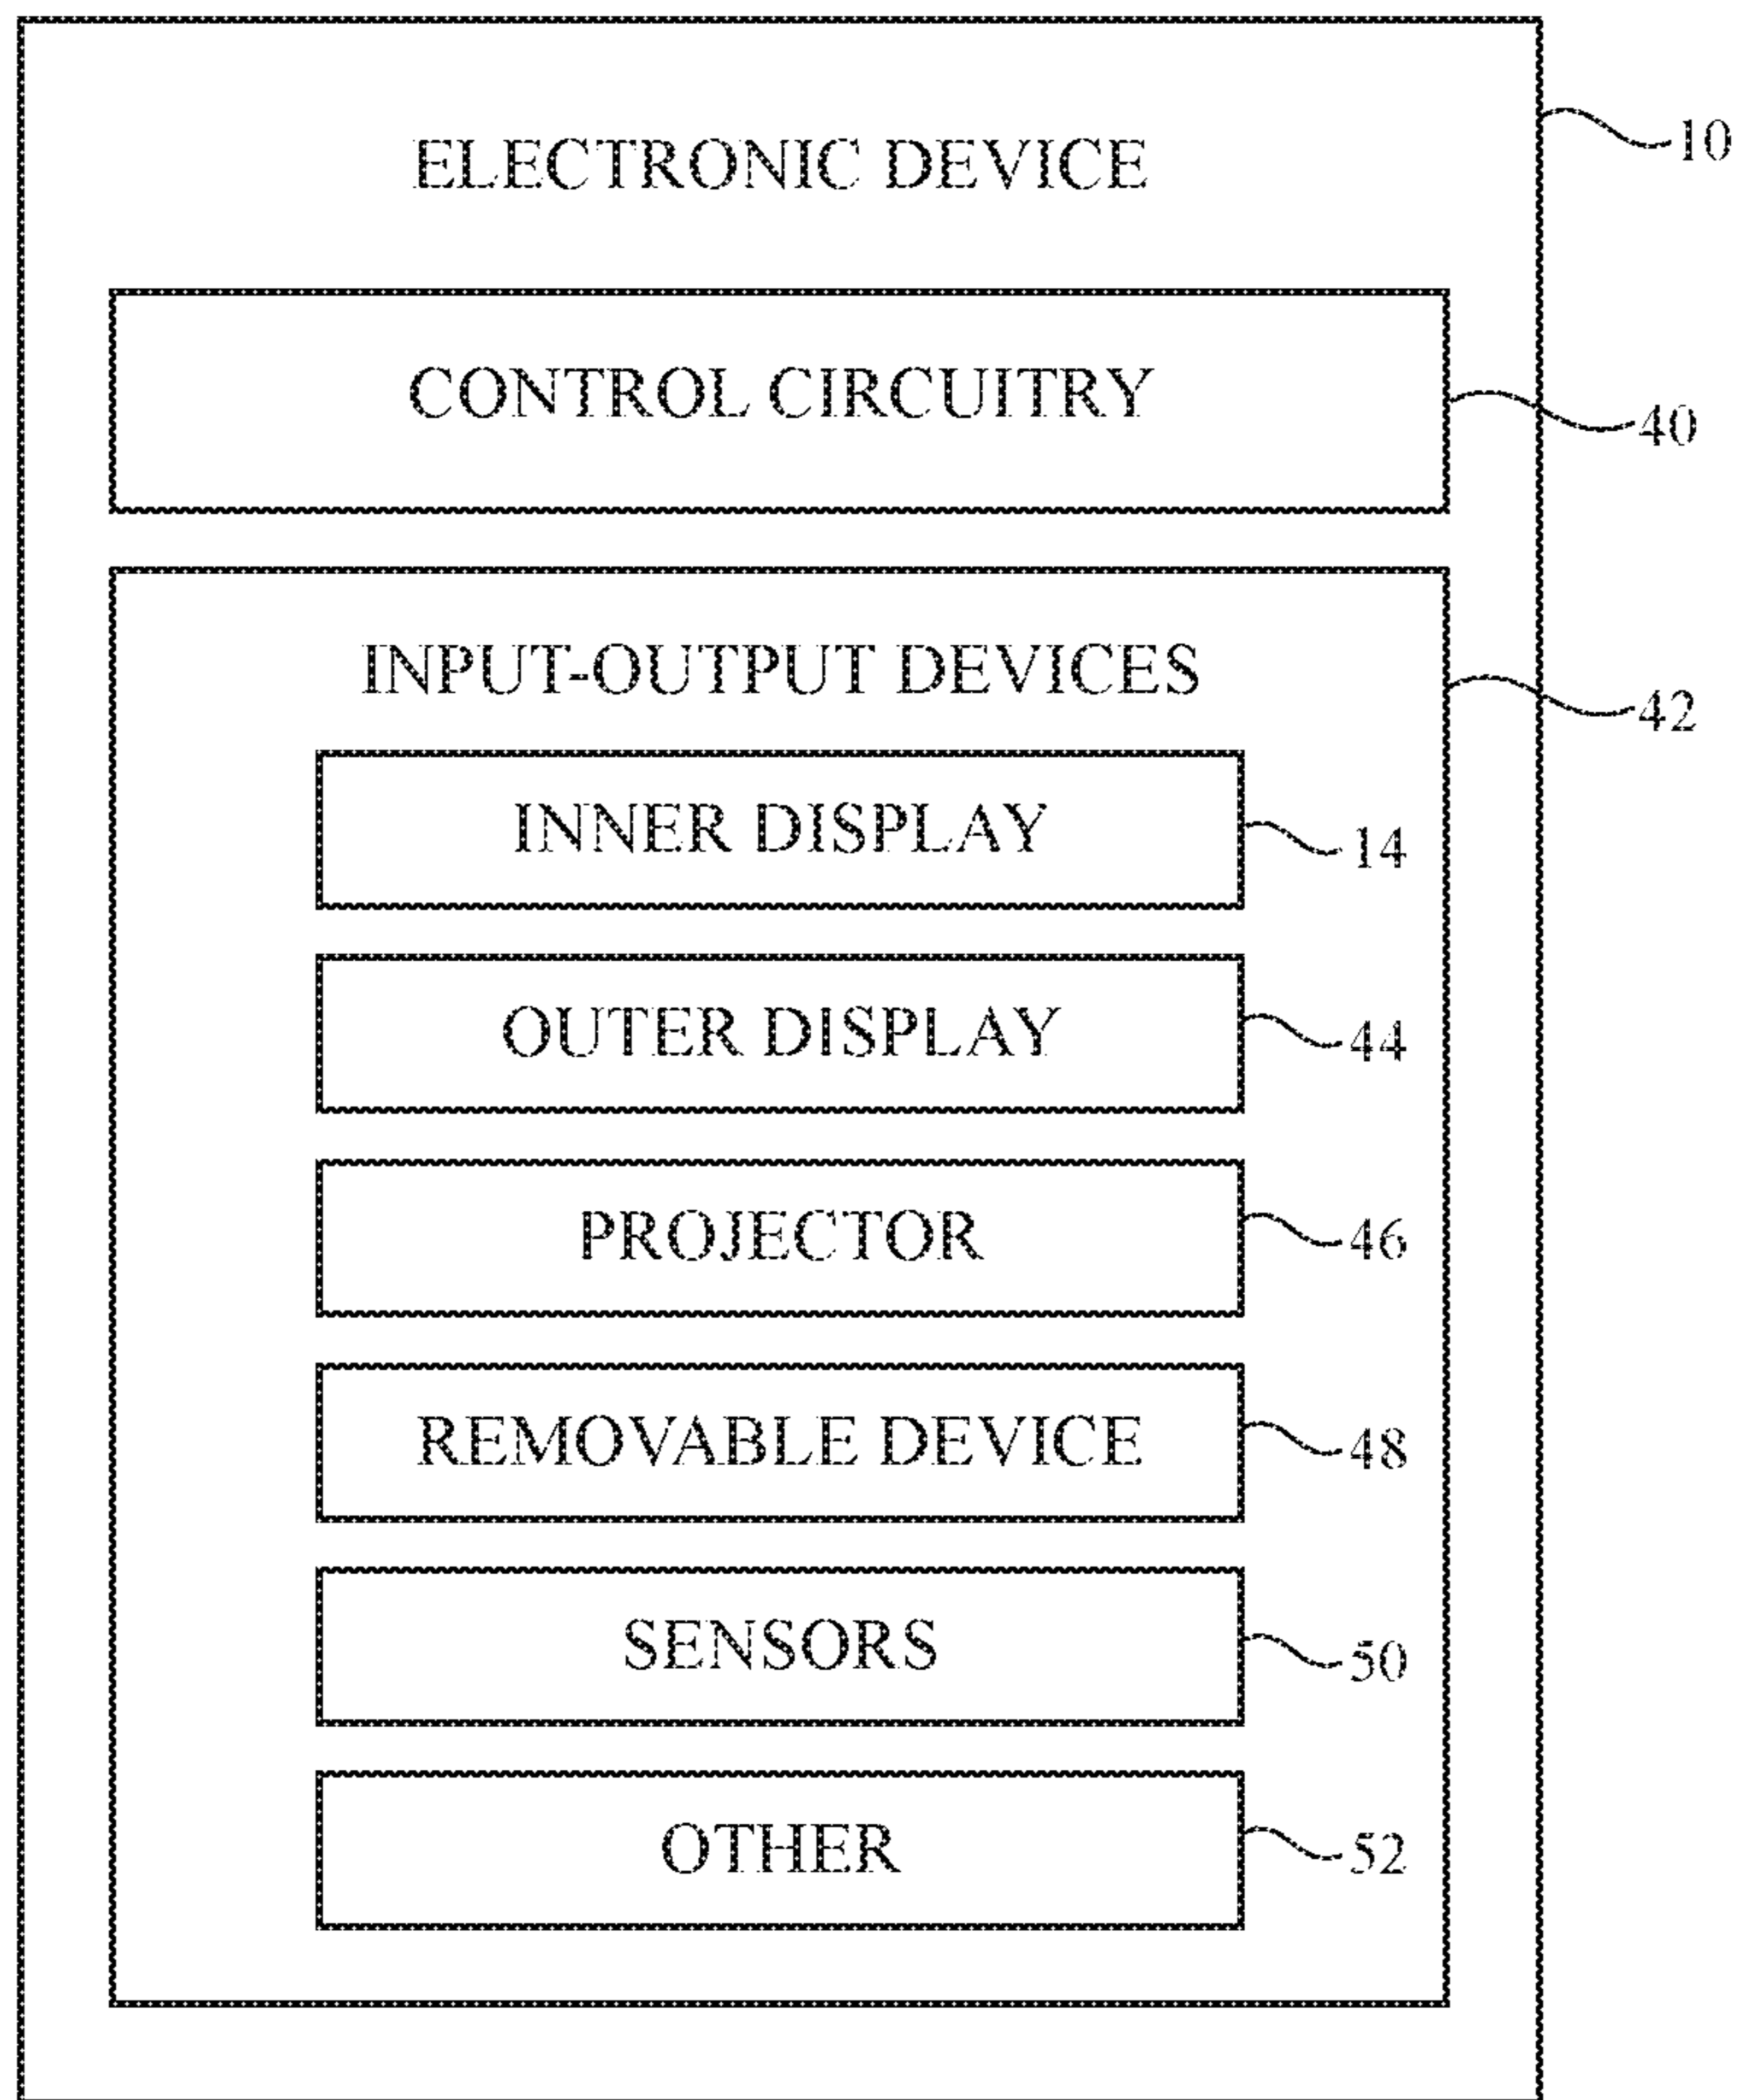 ELECTRONIC DEVICE
10
CONTROL CIRCUITRY
40
INPUT-OUTPUT DEVICES
42
INNER DISPLAY
14
OUTER DISPLAY
44
PROJECTOR
46
REMOVABLE DEVICE
48
SENSORS
50
OTHER
52